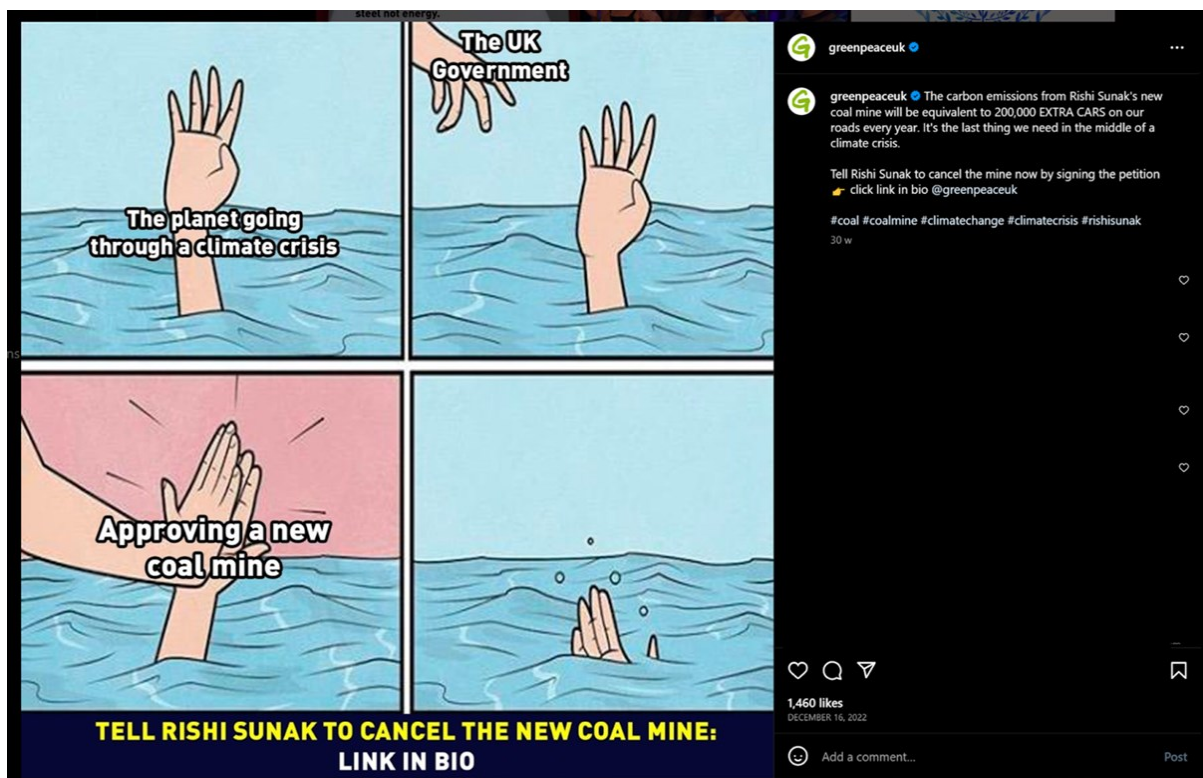 steel not energy.
The planet going
through a climate crisis
The UK
Government
Approving a new
coal mine
TELL RISHI SUNAK TO CANCEL THE NEW COAL MINE:
LINK IN BIO
ns
greenpeaceuk
greenpeaceuk The carbon emissions from Rishi Sunak's new
coal mine will be equivalent to 200,000 EXTRA CARS on our
roads every year. It's the last thing we need in the middle of a
climate crisis.
Tell Rishi Sunak to cancel the mine now by signing the petition
👉 click link in bio @greenpeaceuk
#coal #coalmine #climatechange #climatecrisis #rishisunak
30 w
1,460 likes
DECEMBER 16, 2022
Add a comment...
Post